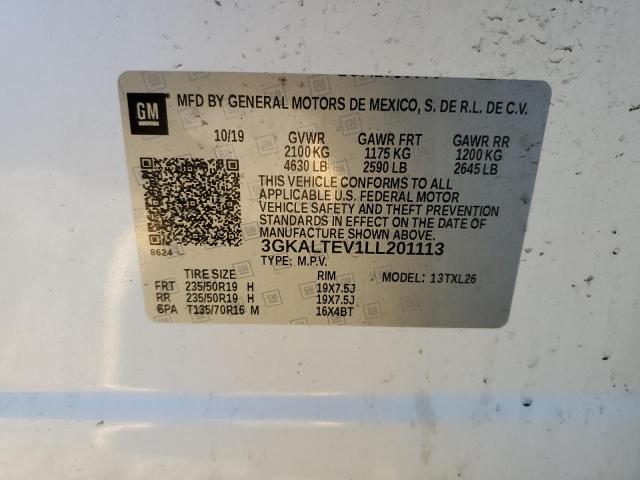 GM
MFD BY GENERAL MOTORS DE MEXICO, S. DE R.L. DE C.V.
10/19 GVWR GAWR FRT GAWR RR
2100 KG 1175 KG 1200 KG
4630 LB 2590 LB 2645 LB
THIS VEHICLE CONFORMS TO ALL
APPLICABLE U.S. FEDERAL MOTOR
VEHICLE SAFETY AND THEFT PREVENTION
STANDARDS IN EFFECT ON THE DATE OF
MANUFACTURE SHOWN ABOVE.
8624
3GKALTEV1LL201113
TYPE: M.P.V.
MODEL: 13TXL26
TIRE SIZE RIM
FRT 235/50R19 H 19X7.5J
RR 235/50R19 H 19X7.5J
SPA T135/70R16 M 16X4BT